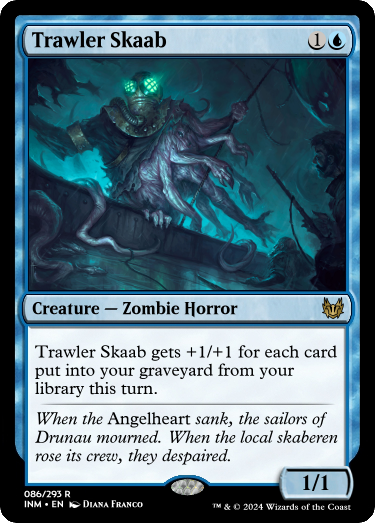 Trawler Skaab 1
Creature — Zombie Horror
Trawler Skaab gets +1/+1 for each card
put into your graveyard from your
library this turn.
When the Angelheart sank, the sailors of
Drunau mourned. When the local skaberen
rose its crew, they despaired.
1/1
086/293 R
INM • EN Diana Franco
™ & © 2024 Wizards of the Coast